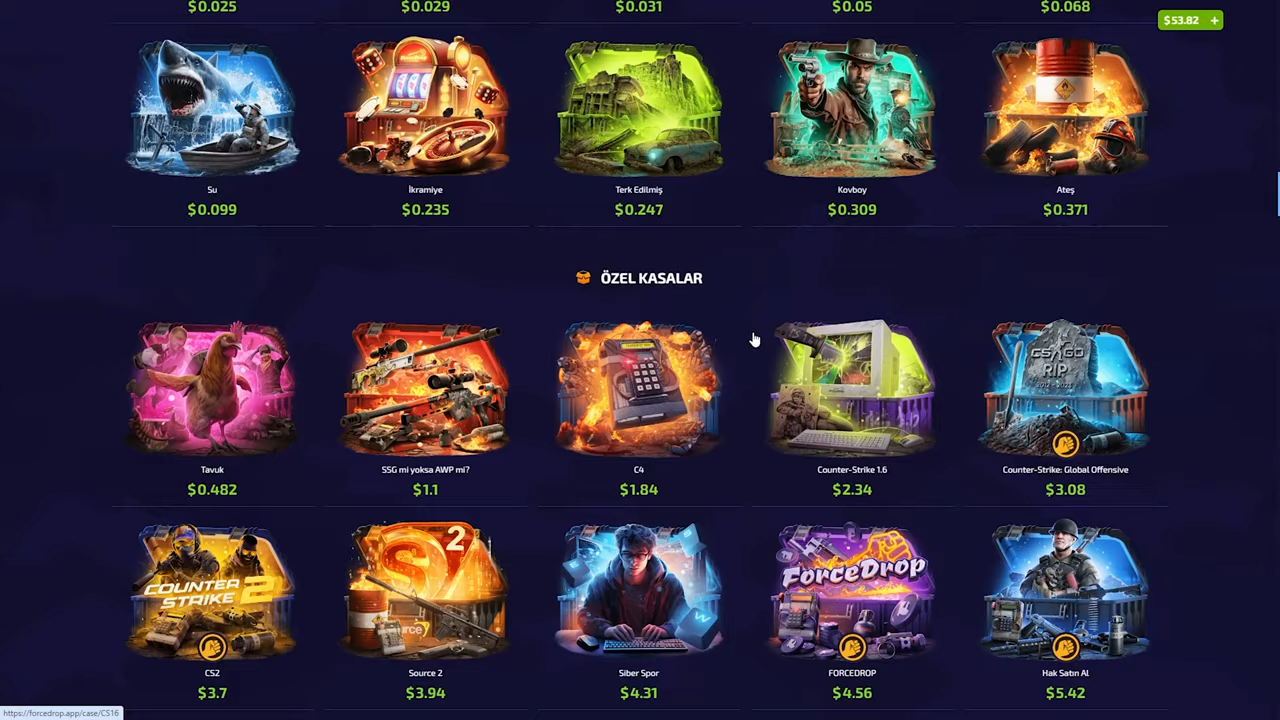 $0.025 $0.029 $0.031 $0.05 $0.068
$53.82 +
Su İkramiye Terk Edilmiş Kovboy Ateş
$0.099 $0.235 $0.247 $0.309 $0.371
ÖZEL KASALAR
CS GO
RIP
Tavuk SSG mi yoksa AWP mi? C4 Counter-Strike 1.6 Counter-Strike: Global Offensive
$0.482 $1.1 $1.84 $2.34 $3.08
COUNTER STRIKE 2
S 2
ForceDrop
CS2 Source 2 Siber Spor FORCEDROP Hak Satın Al
$3.7 $3.94 $4.31 $4.56 $5.42
https://forcedrop.app/case/CS16